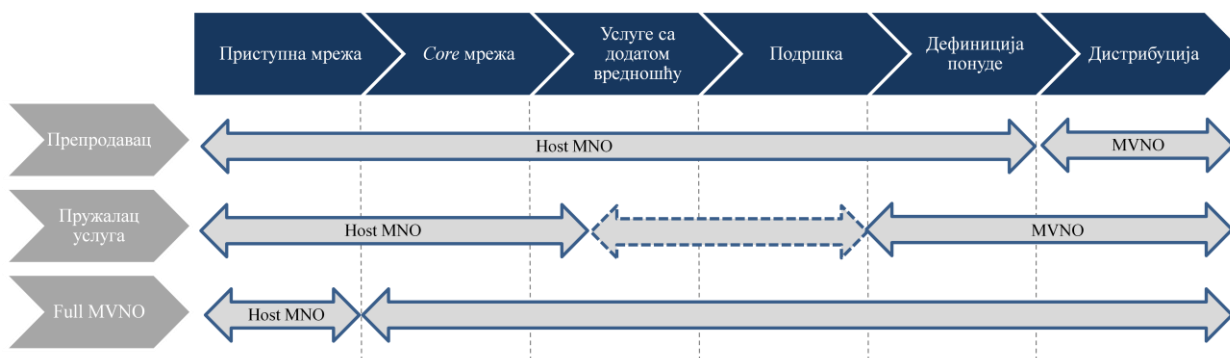 Приступна мрежа
Core мрежа
Услуге са
додатом
вредношћу
Подршка
Дефиниција
понуде
Дистрибуција
Препродавац
Host MNO
MVNO
Пружалац
услуга
Host MNO
MVNO
Full MVNO
Host MNO